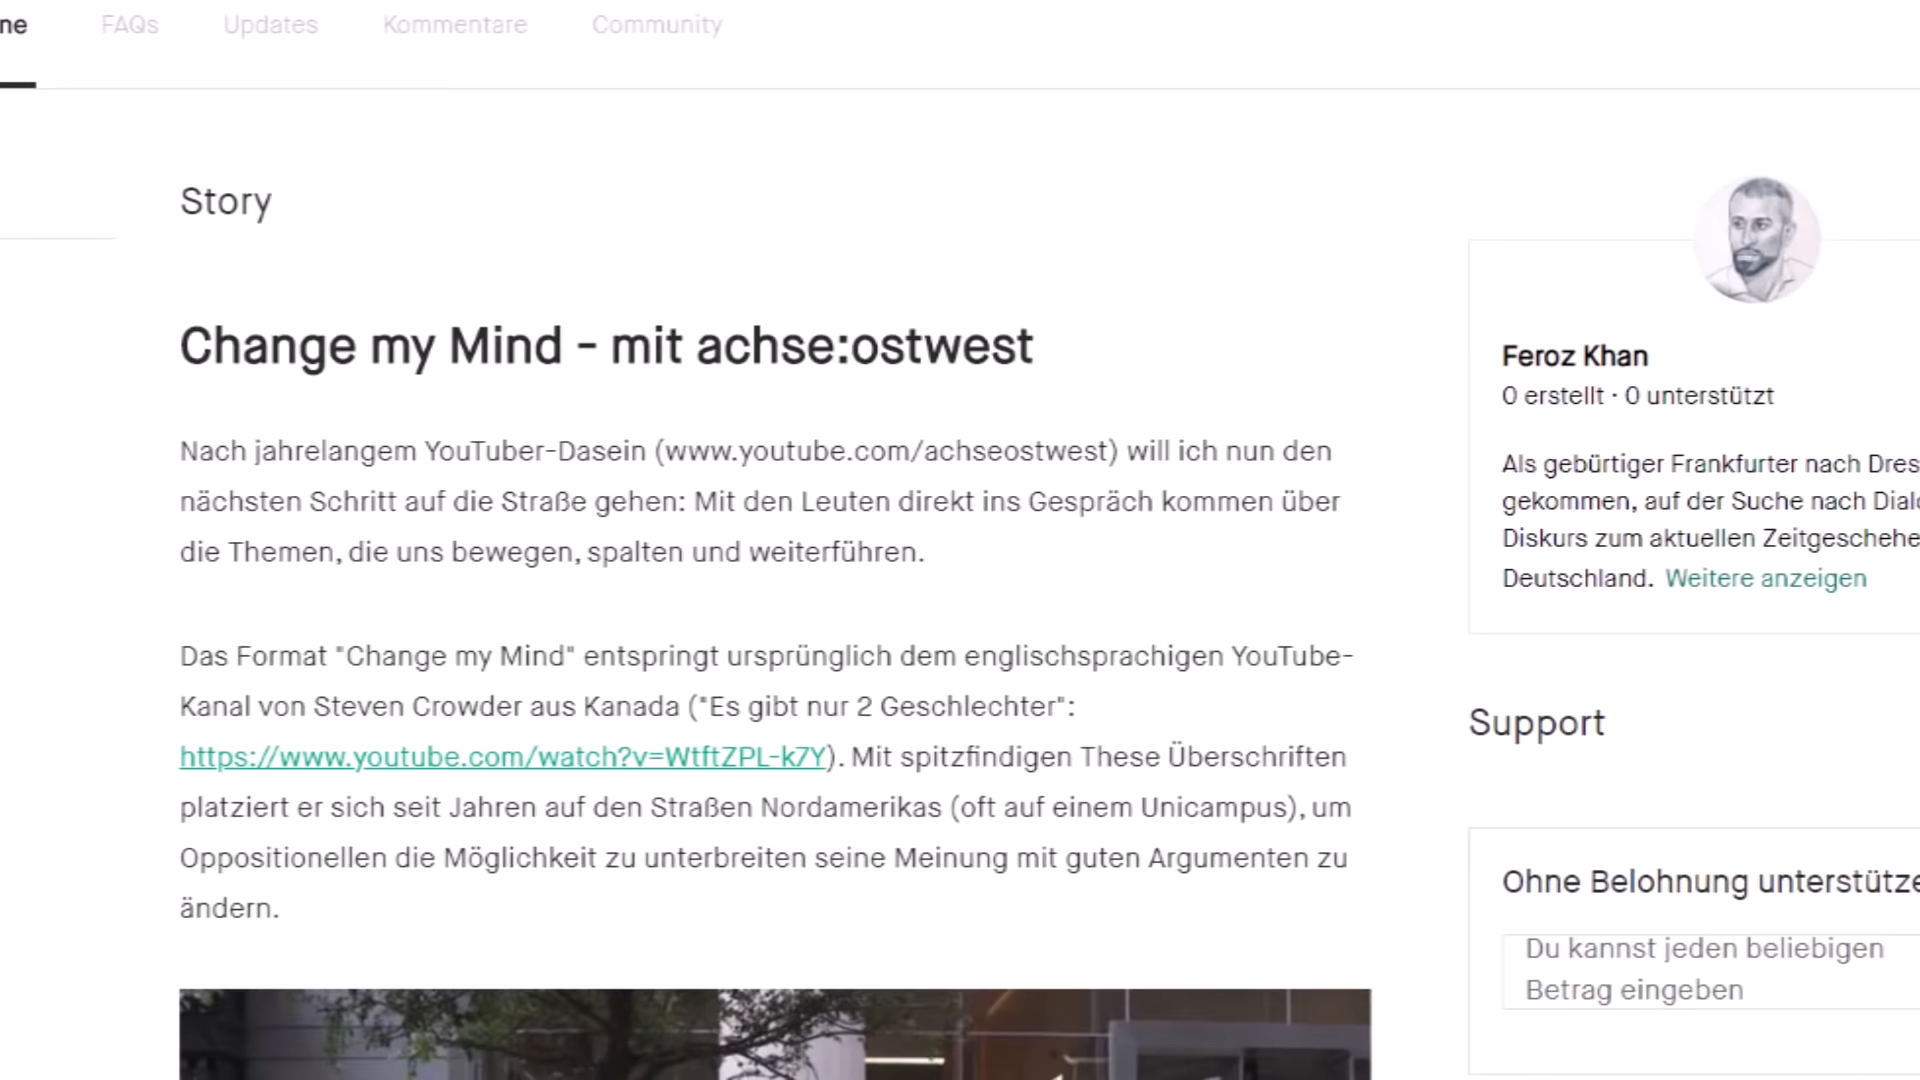 ne FAQs Updates Kommentare Community
Story
Change my Mind - mit achse:ostwest
Nach jahrelangem YouTuber-Dasein (www.youtube.com/achseostwest) will ich nun den
nächsten Schritt auf die Straße gehen: Mit den Leuten direkt ins Gespräch kommen über
die Themen, die uns bewegen, spalten und weiterführen.
Das Format "Change my Mind" entspringt ursprünglich dem englischsprachigen YouTube-
Kanal von Steven Crowder aus Kanada ("Es gibt nur 2 Geschlechter":
https://www.youtube.com/watch?v=WtftZPL-k7Y). Mit spitzfindigen These Überschriften
platziert er sich seit Jahren auf den Straßen Nordamerikas (oft auf einem Unicampus), um
Oppositionellen die Möglichkeit zu unterbreiten seine Meinung mit guten Argumenten zu
ändern.
Feroz Khan
0 erstellt · 0 unterstützt
Als gebürtiger Frankfurter nach Dres
gekommen, auf der Suche nach Dial
Diskurs zum aktuellen Zeitgeschehe
Deutschland. Weitere anzeigen
Support
Ohne Belohnung unterstütze
Du kannst jeden beliebigen
Betrag eingeben